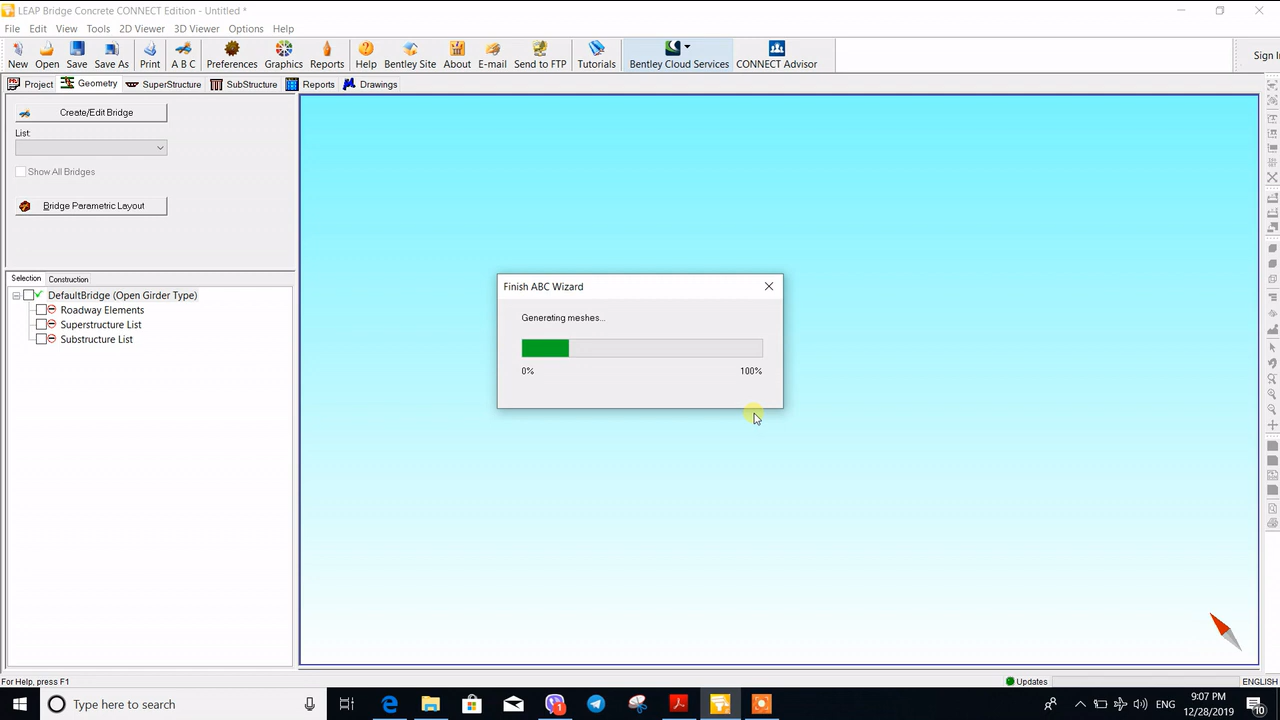 LEAP Bridge Concrete CONNECT Edition - Untitled *
File Edit View Tools 2D Viewer 3D Viewer Options Help
New Open Save Save As Print A B C Preferences Graphics Reports Help Bentley Site About E-mail Send to FTP Tutorials Bentley Cloud Services CONNECT Advisor Sign In
Project Geometry SuperStructure SubStructure Reports Drawings
Create/Edit Bridge
List:
Show All Bridges
Bridge Parametric Layout
Selection Construction
DefaultBridge (Open Girder Type)
Roadway Elements
Superstructure List
Substructure List
Finish ABC Wizard
Generating meshes...
0% 100%
For Help, press F1
Updates ENGLISH
Type here to search
1
ENG
9:07 PM
12/28/2019
10